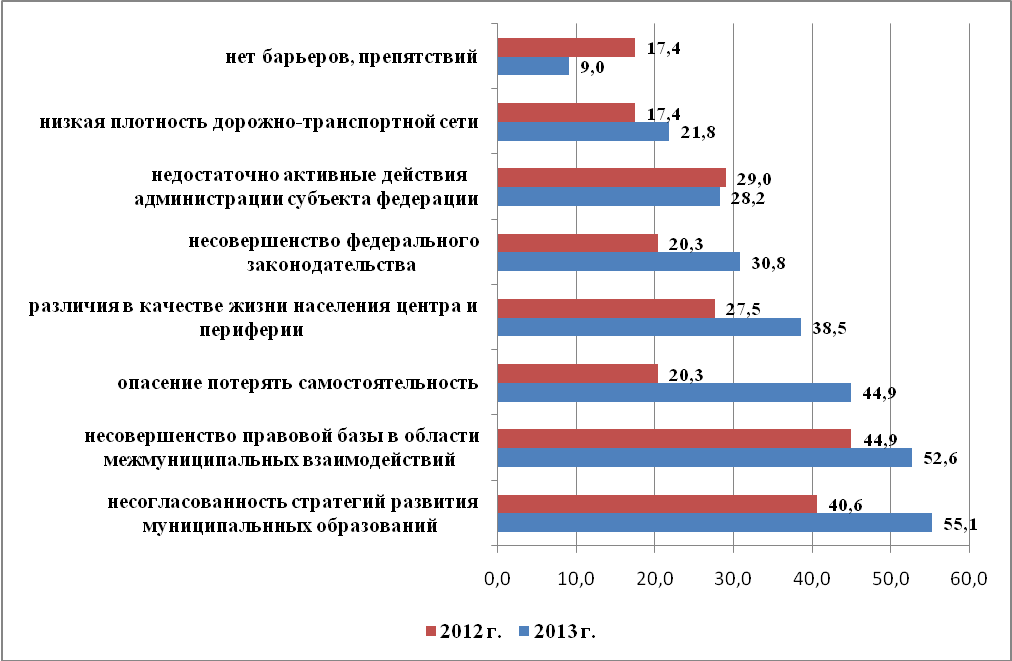 нет барьеров, препятствий
17,4
9,0
низкая плотность дорожно-транспортной сети
17,4
21,8
недостаточно активные действия
администрации субъекта федерации
29,0
28,2
несовершенство федерального
законодательства
20,3
30,8
различия в качестве жизни населения центра и
периферии
27,5
38,5
опасение потерять самостоятельность
20,3
44,9
несовершенство правовой базы в области
межмуниципальных взаимодействий
44,9
52,6
несогласованность стратегий развития
муниципальнных образований
40,6
55,1
0,0 10,0 20,0 30,0 40,0 50,0 60,0
2012 г. 2013 г.